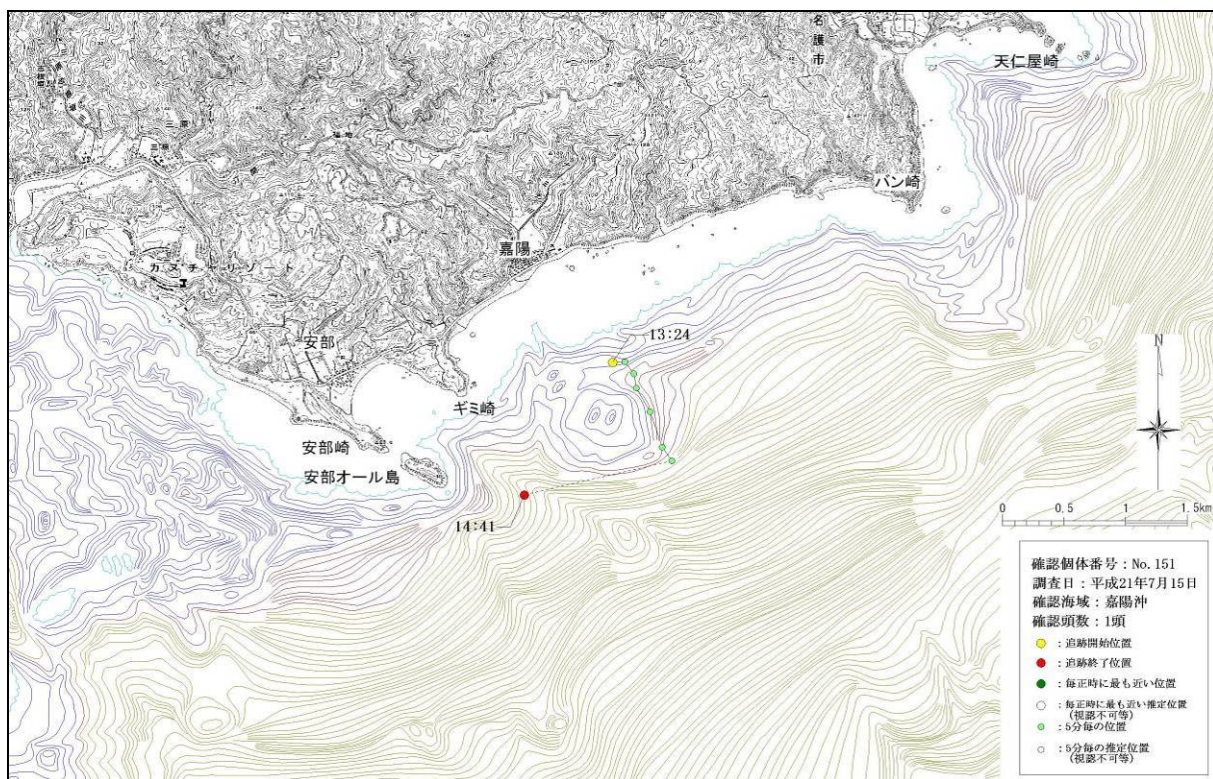 名護市
天仁屋崎
バン崎
嘉陽
三原
カヌチャリゾート
安部
13:24
ギミ崎
安部崎
安部オール島
14:41
N
0 0.5 1 1.5km
確認個体番号：No.151
調査日：平成21年7月15日
確認海域：嘉陽沖
確認頭数：1頭
：追跡開始位置
：追跡終了位置
：毎正時に最も近い位置
：毎正時に最も近い推定位置
(視認不可等)
：5分毎の位置
：5分毎の推定位置
(視認不可等)